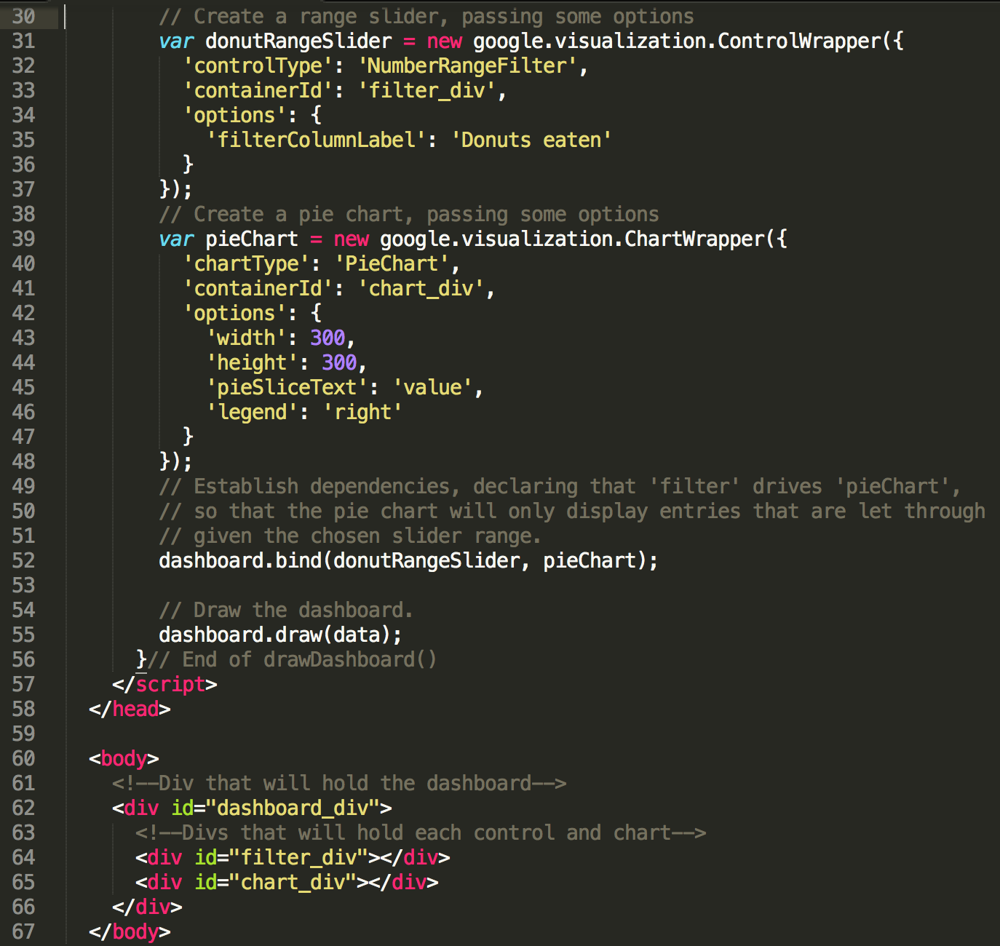 30 // Create a range slider, passing some options
31 var donutRangeSlider = new google.visualization.ControlWrapper({
32 'controlType': 'NumberRangeFilter',
33 'containerId': 'filter_div',
34 'options': {
35 'filterColumnLabel': 'Donuts eaten'
36 }
37 });
38 // Create a pie chart, passing some options
39 var pieChart = new google.visualization.ChartWrapper({
40 'chartType': 'PieChart',
41 'containerId': 'chart_div',
42 'options': {
43 'width': 300,
44 'height': 300,
45 'pieSliceText': 'value',
46 'legend': 'right'
47 }
48 });
49 // Establish dependencies, declaring that 'filter' drives 'pieChart',
50 // so that the pie chart will only display entries that are let through
51 // given the chosen slider range.
52 dashboard.bind(donutRangeSlider, pieChart);
53
54 // Draw the dashboard.
55 dashboard.draw(data);
56 }// End of drawDashboard()
57 </script>
58 </head>
59
60 <body>
61 <!--Div that will hold the dashboard-->
62 <div id="dashboard_div">
63 <!--Divs that will hold each control and chart-->
64 <div id="filter_div"></div>
65 <div id="chart_div"></div>
66 </div>
67 </body>